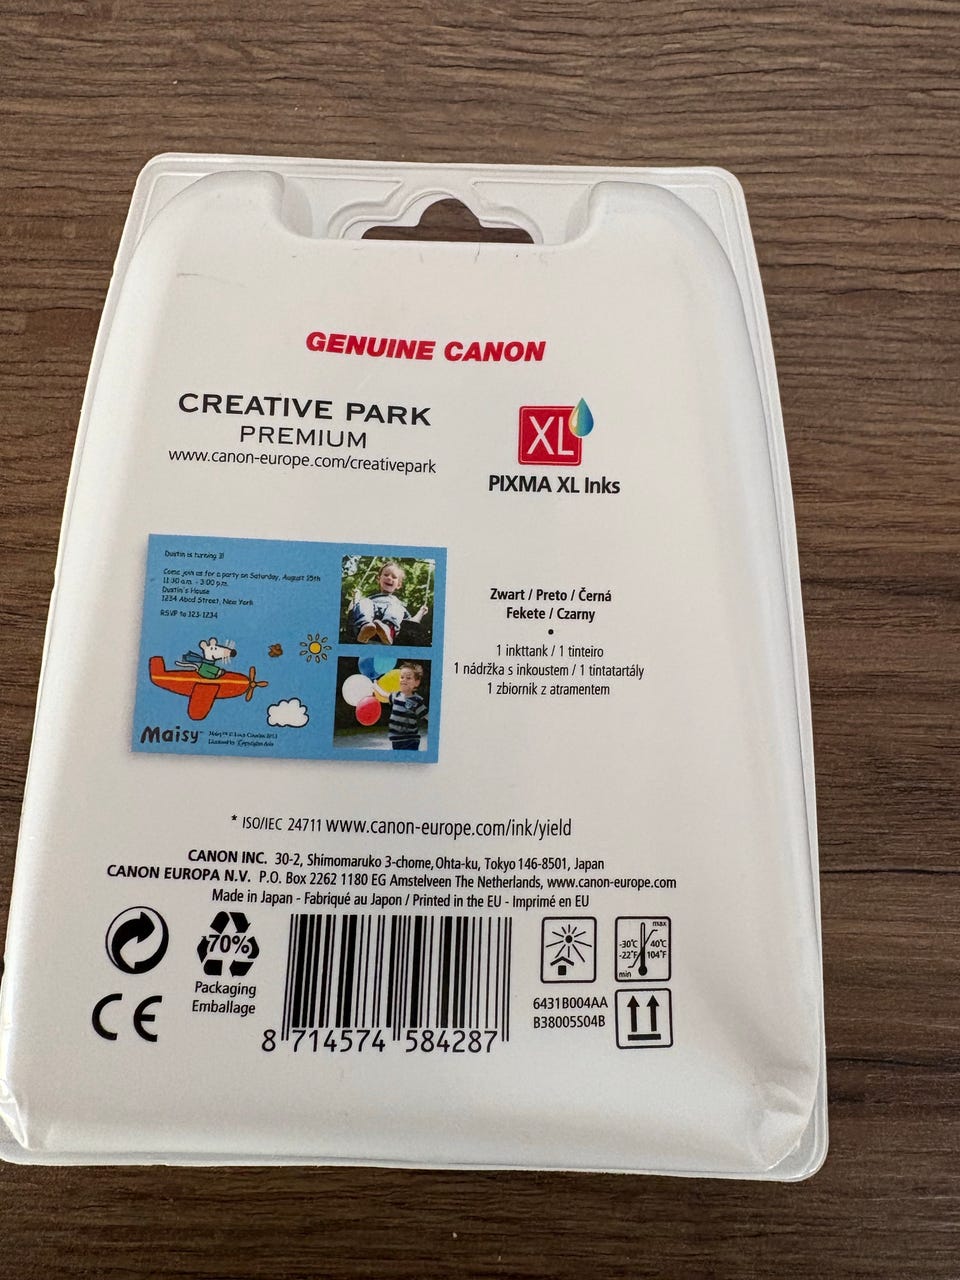 GENUINE CANON
CREATIVE PARK
PREMIUM
www.canon-europe.com/creativepark
XL
PIXMA XL Inks
Dustin is turning 3!
Come join us for a party on Saturday, August 25th
11:30 a.m. - 3:00 p.m.
Dustin's House
1234 Abcd Street, New York
RSVP to 123-1234
Maisy™
Zwart / Preto / Černá
Fekete / Czarny
•
1 inkttank / 1 tinteiro
1 nádržka s inkoustem / 1 tintatartály
1 zbiornik z atramentem
* ISO/IEC 24711 www.canon-europe.com/ink/yield
CANON INC. 30-2, Shimomaruko 3-chome, Ohta-ku, Tokyo 146-8501, Japan
CANON EUROPA N.V. P.O. Box 2262 1180 EG Amstelveen The Netherlands, www.canon-europe.com
Made in Japan - Fabriqué au Japon / Printed in the EU - Imprimé en EU
70%
Packaging
Emballage
CE
8 714574 584287
max
-30°C 40°C
-22°F 104°F
min
6431B004AA
B38005S04B